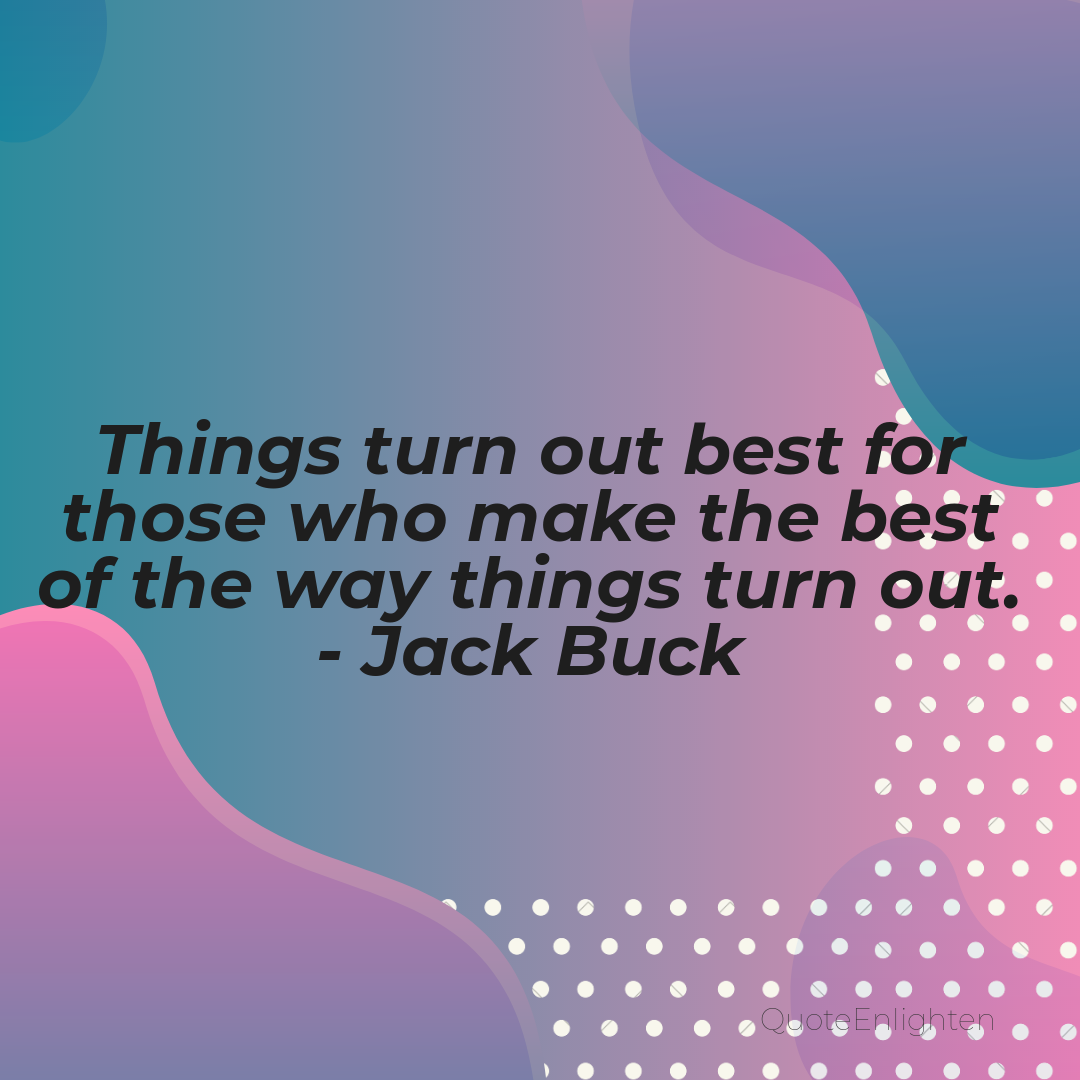 Things turn out best for
those who make the best
of the way things turn out.
- Jack Buck
QuoteEnlighten